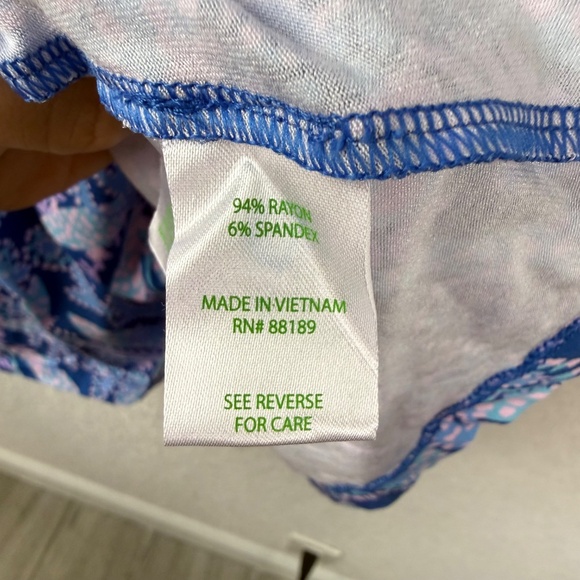 94% RAYON
6% SPANDEX
MADE IN VIETNAM
RN# 88189
SEE REVERSE
FOR CARE